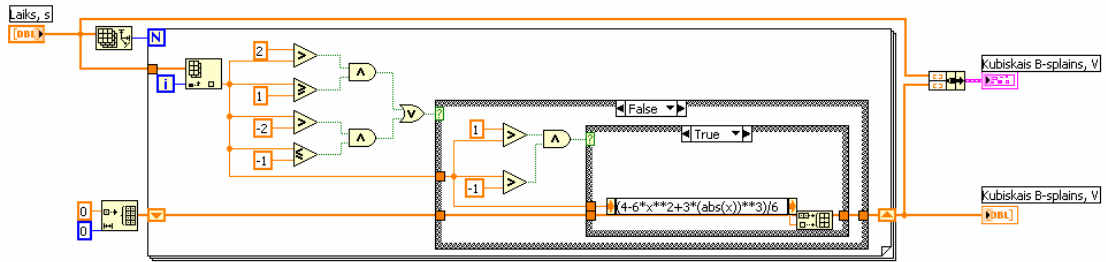 Laiks, s
DBL
N
i
2
1
-2
-1
>
≥
>
≤
∧
∧
∨
?
False
1
-1
>
>
∧
?
True
(4-6*x**2+3*(abs(x))**3)/6
0
0
Kubiskais B-splains, V
Kubiskais B-splains, V
DBL